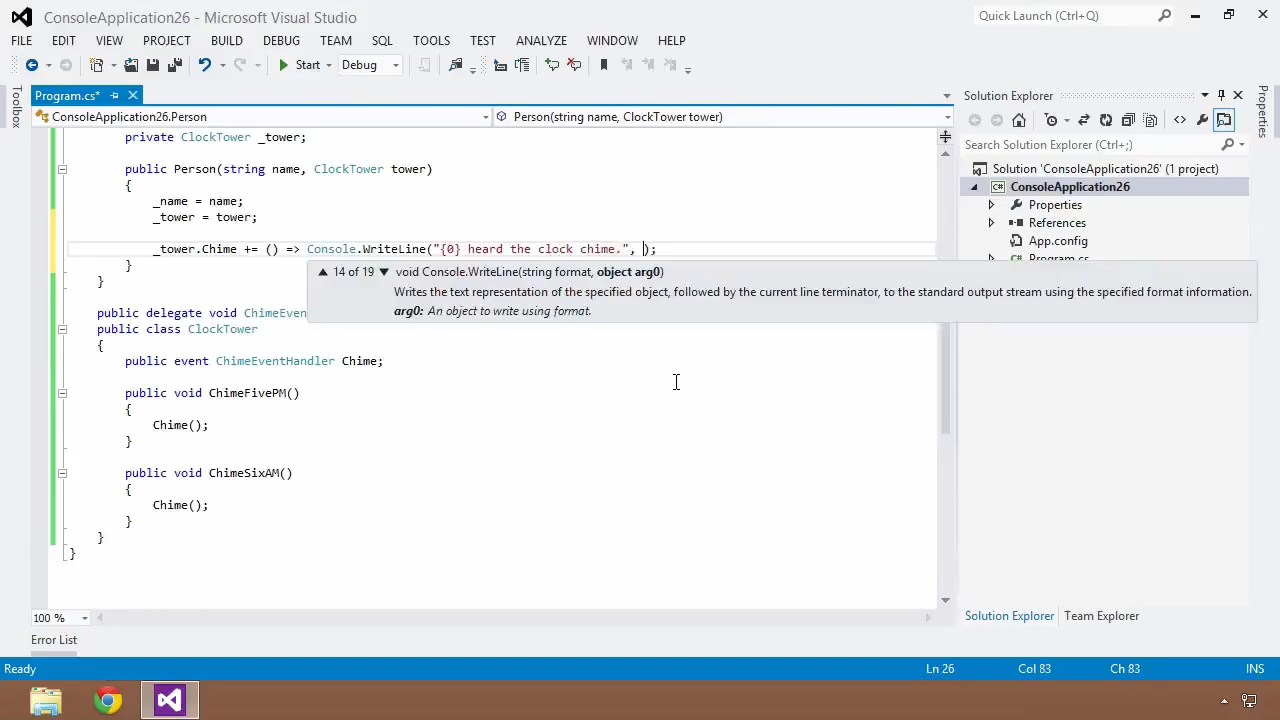 ConsoleApplication26 - Microsoft Visual Studio
Quick Launch (Ctrl+Q)
FILE EDIT VIEW PROJECT BUILD DEBUG TEAM SQL TOOLS TEST ANALYZE WINDOW HELP
Start Debug
Toolbox
Program.cs*
ConsoleApplication26.Person
Person(string name, ClockTower tower)
private ClockTower _tower;
public Person(string name, ClockTower tower)
{
_name = name;
_tower = tower;
_tower.Chime += () => Console.WriteLine("{0} heard the clock chime.", );
}
}
14 of 19 void Console.WriteLine(string format, object arg0)
Writes the text representation of the specified object, followed by the current line terminator, to the standard output stream using the specified format information.
arg0: An object to write using format.
public delegate void ChimeEven
public class ClockTower
{
public event ChimeEventHandler Chime;
public void ChimeFivePM()
{
Chime();
}
public void ChimeSixAM()
{
Chime();
}
}
}
100 %
Solution Explorer
Search Solution Explorer (Ctrl+;)
Solution 'ConsoleApplication26' (1 project)
C# ConsoleApplication26
Properties
References
App.config
C# Program.cs
Solution Explorer Team Explorer
Properties
Error List
Ready
Ln 26 Col 83 Ch 83 INS